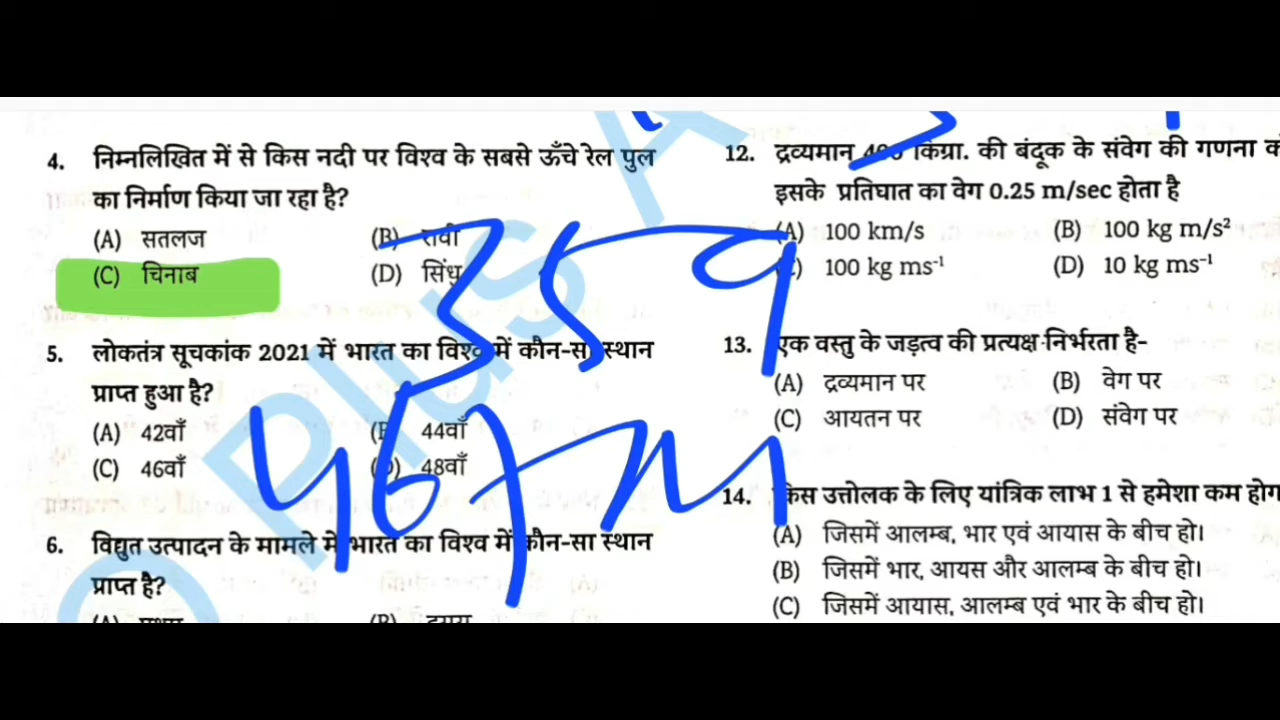 4. निम्नलिखित में से किस नदी पर विश्व के सबसे ऊँचे रेल पुल
का निर्माण किया जा रहा है?
(A) सतलज (B) रावी
(C) चिनाब (D) सिंधु
5. लोकतंत्र सूचकांक 2021 में भारत का विश्व में कौन-सा स्थान
प्राप्त हुआ है?
(A) 42वाँ (B) 44वाँ
(C) 46वाँ (D) 48वाँ
6. विद्युत उत्पादन के मामले में भारत का विश्व में कौन-सा स्थान
प्राप्त है?
359
467 m
12. द्रव्यमान 400 किग्रा. की बंदूक के संवेग की गणना
इसके प्रतिघात का वेग 0.25 m/sec होता है
(A) 100 km/s (B) 100 kg m/s²
(C) 100 kg ms⁻¹ (D) 10 kg ms⁻¹
13. एक वस्तु के जड़त्व की प्रत्यक्ष निर्भरता है-
(A) द्रव्यमान पर (B) वेग पर
(C) आयतन पर (D) संवेग पर
14. किस उत्तोलक के लिए यांत्रिक लाभ 1 से हमेशा कम होग
(A) जिसमें आलम्ब, भार एवं आयास के बीच हो।
(B) जिसमें भार, आयस और आलम्ब के बीच हो।
(C) जिसमें आयास, आलम्ब एवं भार के बीच हो।